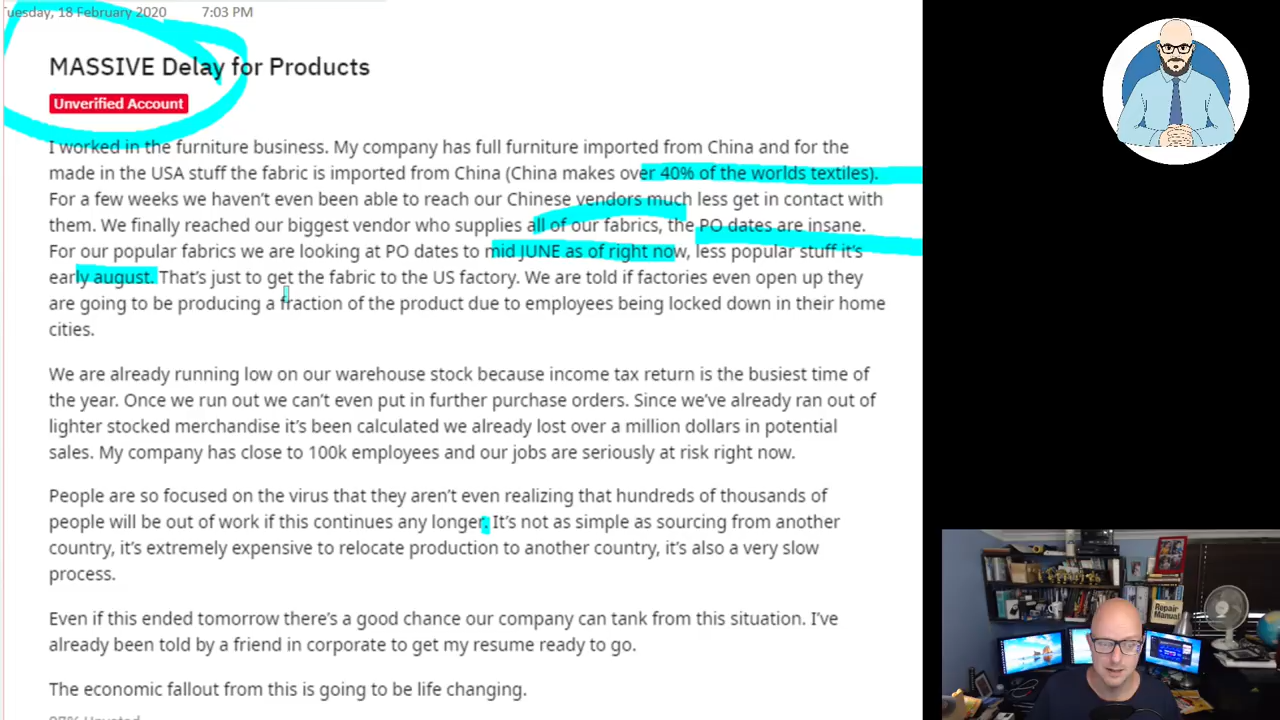 Tuesday, 18 February 2020 7:03 PM
MASSIVE Delay for Products
Unverified Account
I worked in the furniture business. My company has full furniture imported from China and for the
made in the USA stuff the fabric is imported from China (China makes over 40% of the worlds textiles).
For a few weeks we haven't even been able to reach our Chinese vendors much less get in contact with
them. We finally reached our biggest vendor who supplies all of our fabrics, the PO dates are insane.
For our popular fabrics we are looking at PO dates to mid JUNE as of right now, less popular stuff it's
early august. That's just to get the fabric to the US factory. We are told if factories even open up they
are going to be producing a fraction of the product due to employees being locked down in their home
cities.
We are already running low on our warehouse stock because income tax return is the busiest time of
the year. Once we run out we can't even put in further purchase orders. Since we've already ran out of
lighter stocked merchandise it's been calculated we already lost over a million dollars in potential
sales. My company has close to 100k employees and our jobs are seriously at risk right now.
People are so focused on the virus that they aren't even realizing that hundreds of thousands of
people will be out of work if this continues any longer. It's not as simple as sourcing from another
country, it's extremely expensive to relocate production to another country, it's also a very slow
process.
Even if this ended tomorrow there's a good chance our company can tank from this situation. I've
already been told by a friend in corporate to get my resume ready to go.
The economic fallout from this is going to be life changing.
Repair
Manual